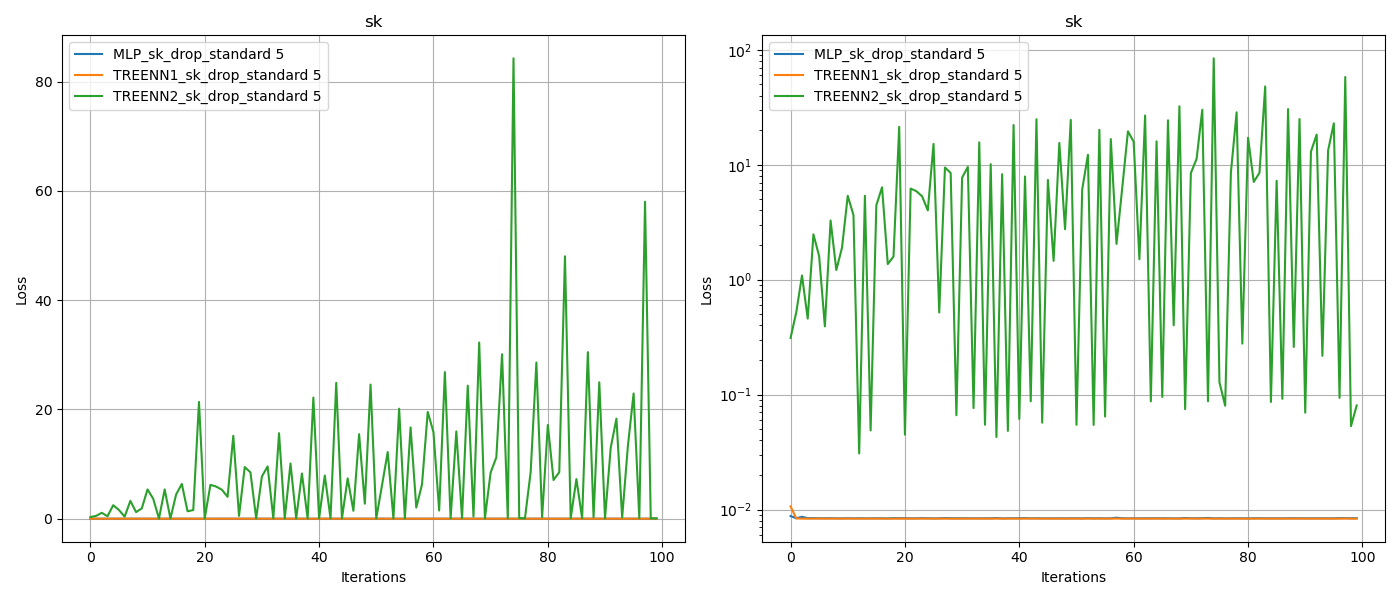 sk
MLP_sk_drop_standard 5
TREENN1_sk_drop_standard 5
TREENN2_sk_drop_standard 5
80
60
40
20
0
Loss
0 20 40 60 80 100
Iterations
sk
MLP_sk_drop_standard 5
TREENN1_sk_drop_standard 5
TREENN2_sk_drop_standard 5
10²
10¹
10⁰
10⁻¹
10⁻²
Loss
0 20 40 60 80 100
Iterations